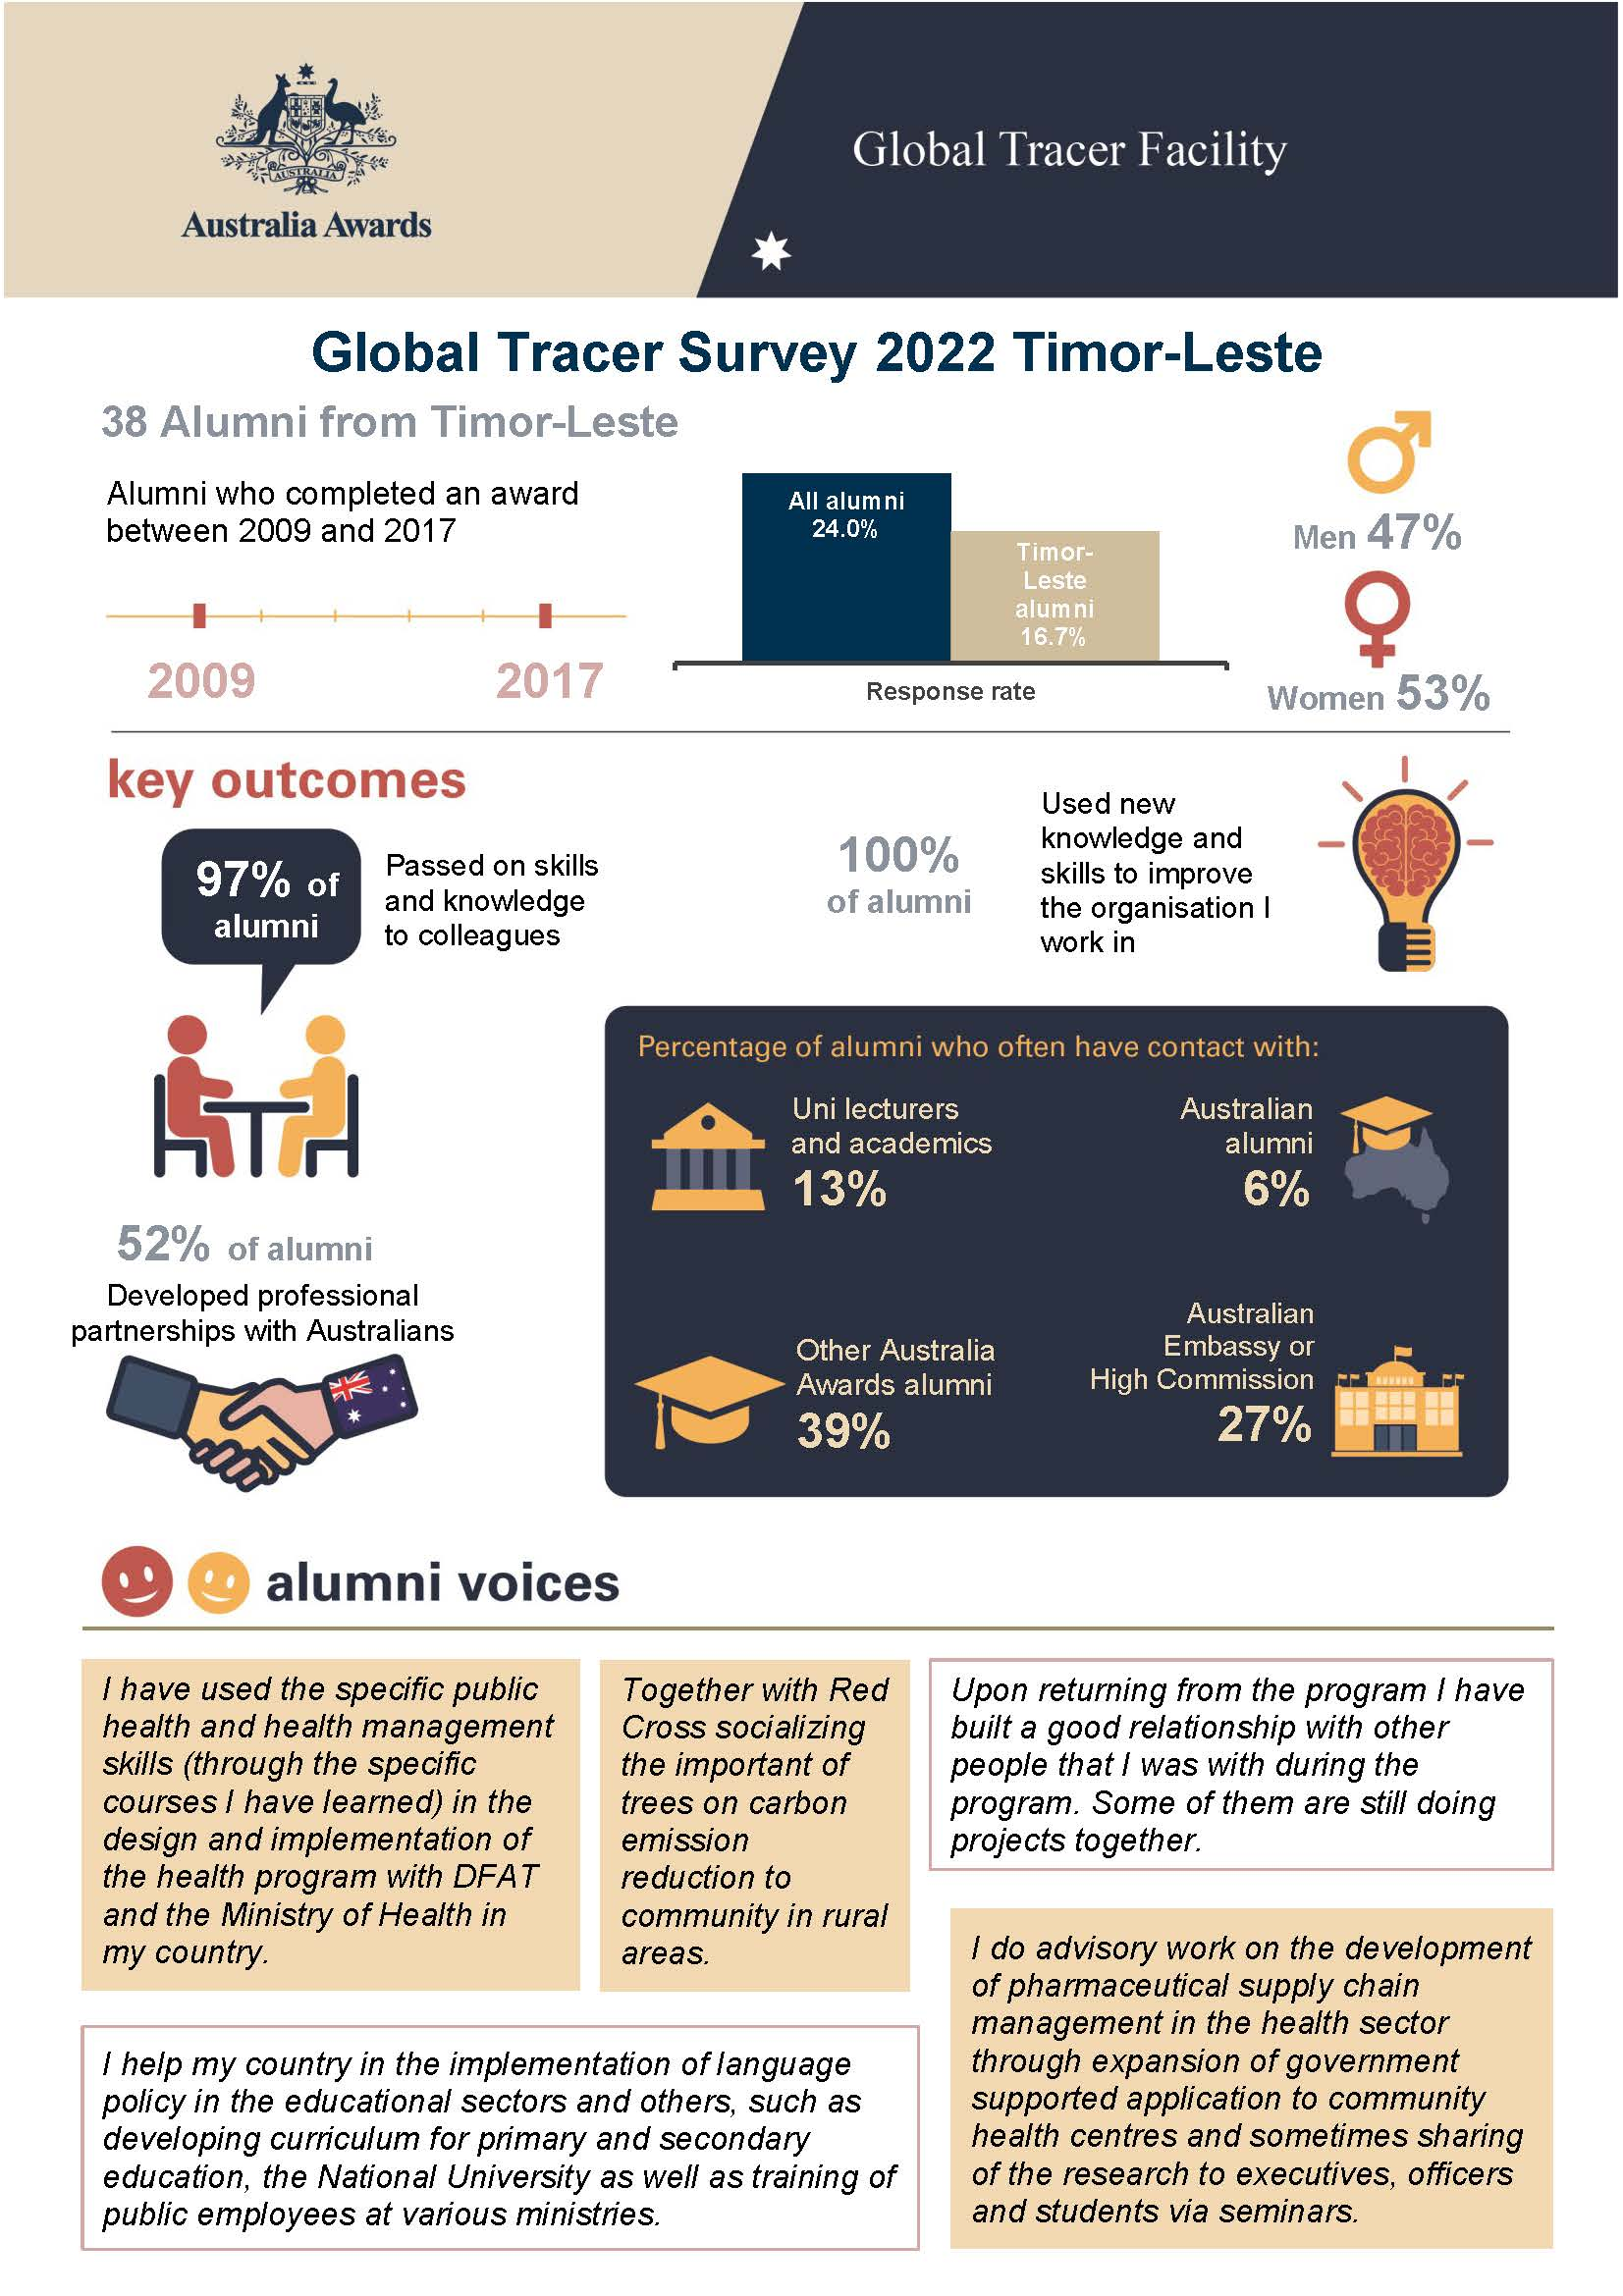 AUSTRALIA
Australia Awards
Global Tracer Facility
Global Tracer Survey 2022 Timor-Leste
38 Alumni from Timor-Leste
Alumni who completed an award
between 2009 and 2017
2009
2017
All alumni
24.0%
Timor-
Leste
alumni
16.7%
Response rate
Men 47%
Women 53%
key outcomes
97% of
alumni
Passed on skills
and knowledge
to colleagues
100%
of alumni
Used new
knowledge and
skills to improve
the organisation I
work in
52% of alumni
Developed professional
partnerships with Australians
Percentage of alumni who often have contact with:
Uni lecturers
and academics
13%
Australian
alumni
6%
Other Australia
Awards alumni
39%
Australian
Embassy or
High Commission
27%
alumni voices
I have used the specific public
health and health management
skills (through the specific
courses I have learned) in the
design and implementation of
the health program with DFAT
and the Ministry of Health in
my country.
Together with Red
Cross socializing
the important of
trees on carbon
emission
reduction to
community in rural
areas.
Upon returning from the program I have
built a good relationship with other
people that I was with during the
program. Some of them are still doing
projects together.
I help my country in the implementation of language
policy in the educational sectors and others, such as
developing curriculum for primary and secondary
education, the National University as well as training of
public employees at various ministries.
I do advisory work on the development
of pharmaceutical supply chain
management in the health sector
through expansion of government
supported application to community
health centres and sometimes sharing
of the research to executives, officers
and students via seminars.